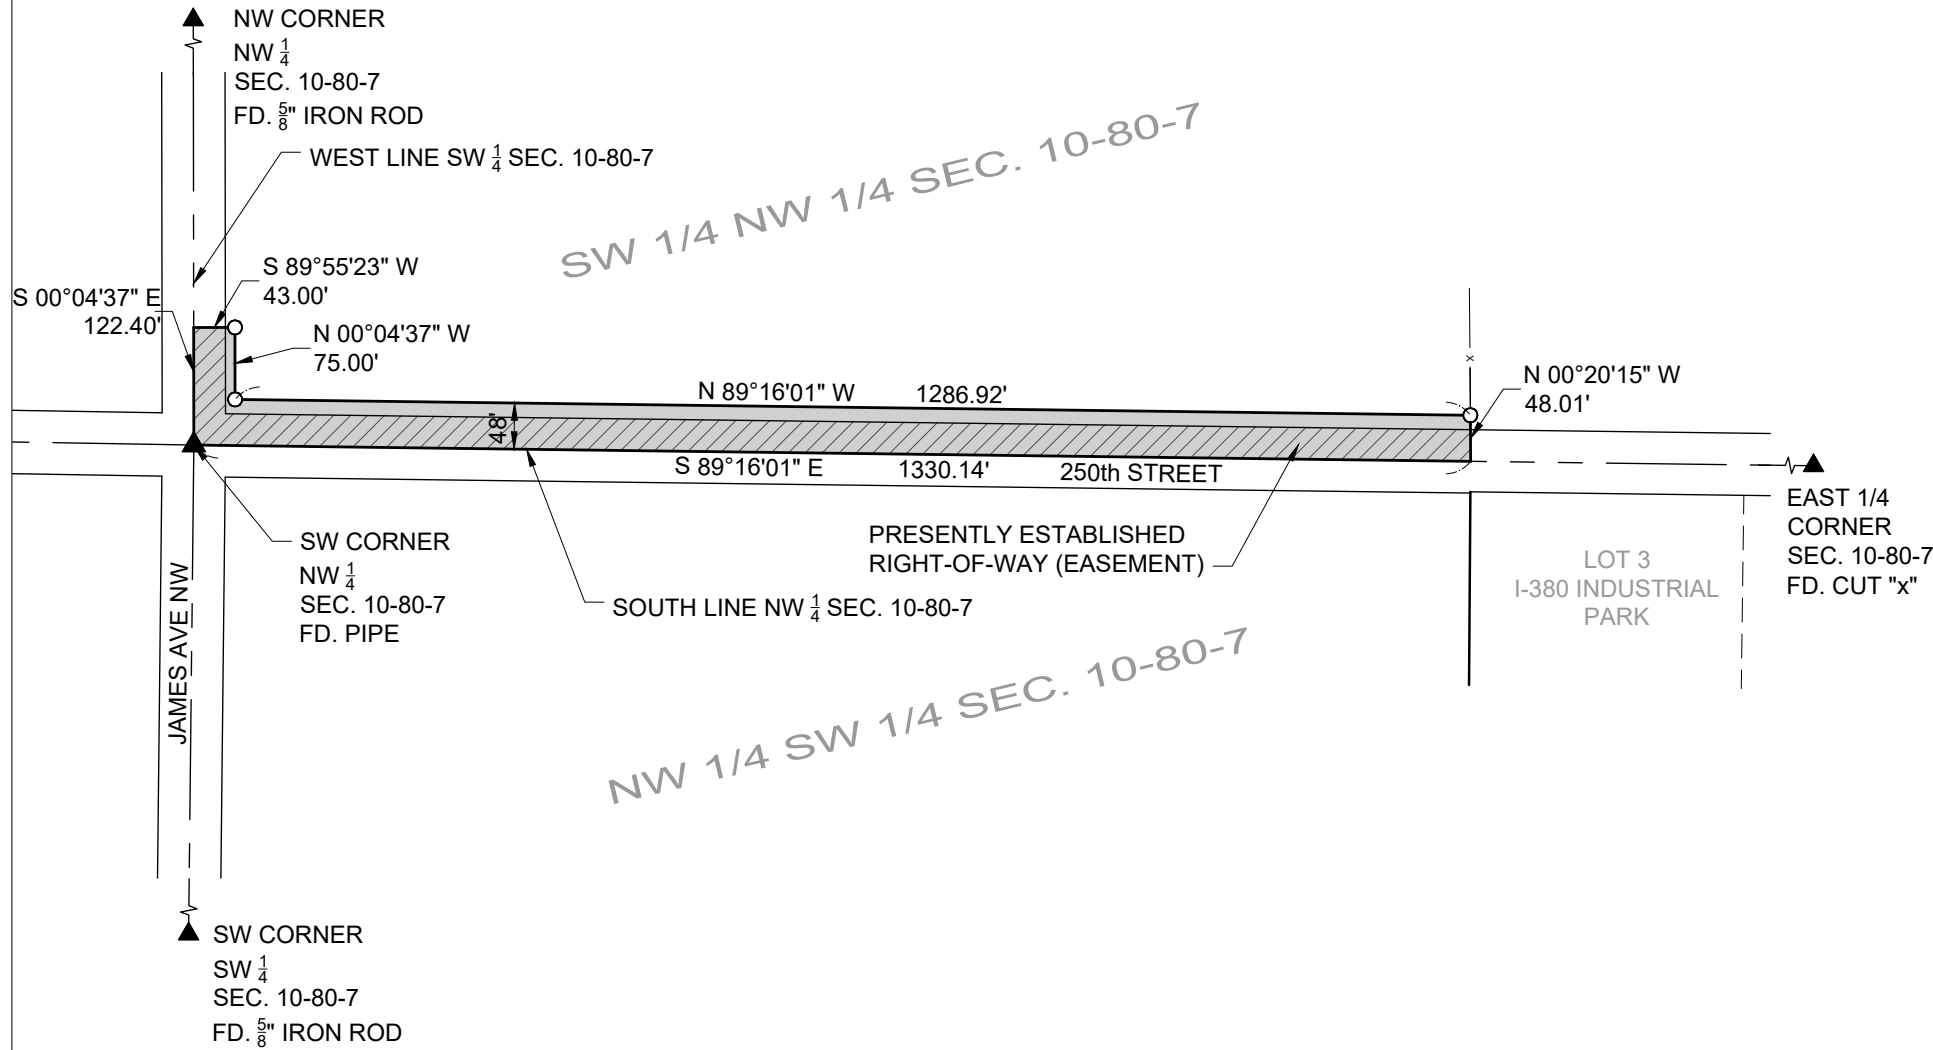 NW CORNER
NW 1/4
SEC. 10-80-7
FD. 5/8" IRON ROD
WEST LINE SW 1/4 SEC. 10-80-7
SW 1/4 NW 1/4 SEC. 10-80-7
S 89°55'23" W
43.00'
S 00°04'37" E
122.40'
N 00°04'37" W
75.00'
N 89°16'01" W 1286.92'
x
N 00°20'15" W
48.01'
48'
S 89°16'01" E 1330.14' 250th STREET
EAST 1/4
CORNER
SEC. 10-80-7
FD. CUT "x"
SW CORNER
NW 1/4
SEC. 10-80-7
FD. PIPE
PRESENTLY ESTABLISHED
RIGHT-OF-WAY (EASEMENT)
SOUTH LINE NW 1/4 SEC. 10-80-7
LOT 3
I-380 INDUSTRIAL
PARK
JAMES AVE NW
NW 1/4 SW 1/4 SEC. 10-80-7
SW CORNER
SW 1/4
SEC. 10-80-7
FD. 5/8" IRON ROD